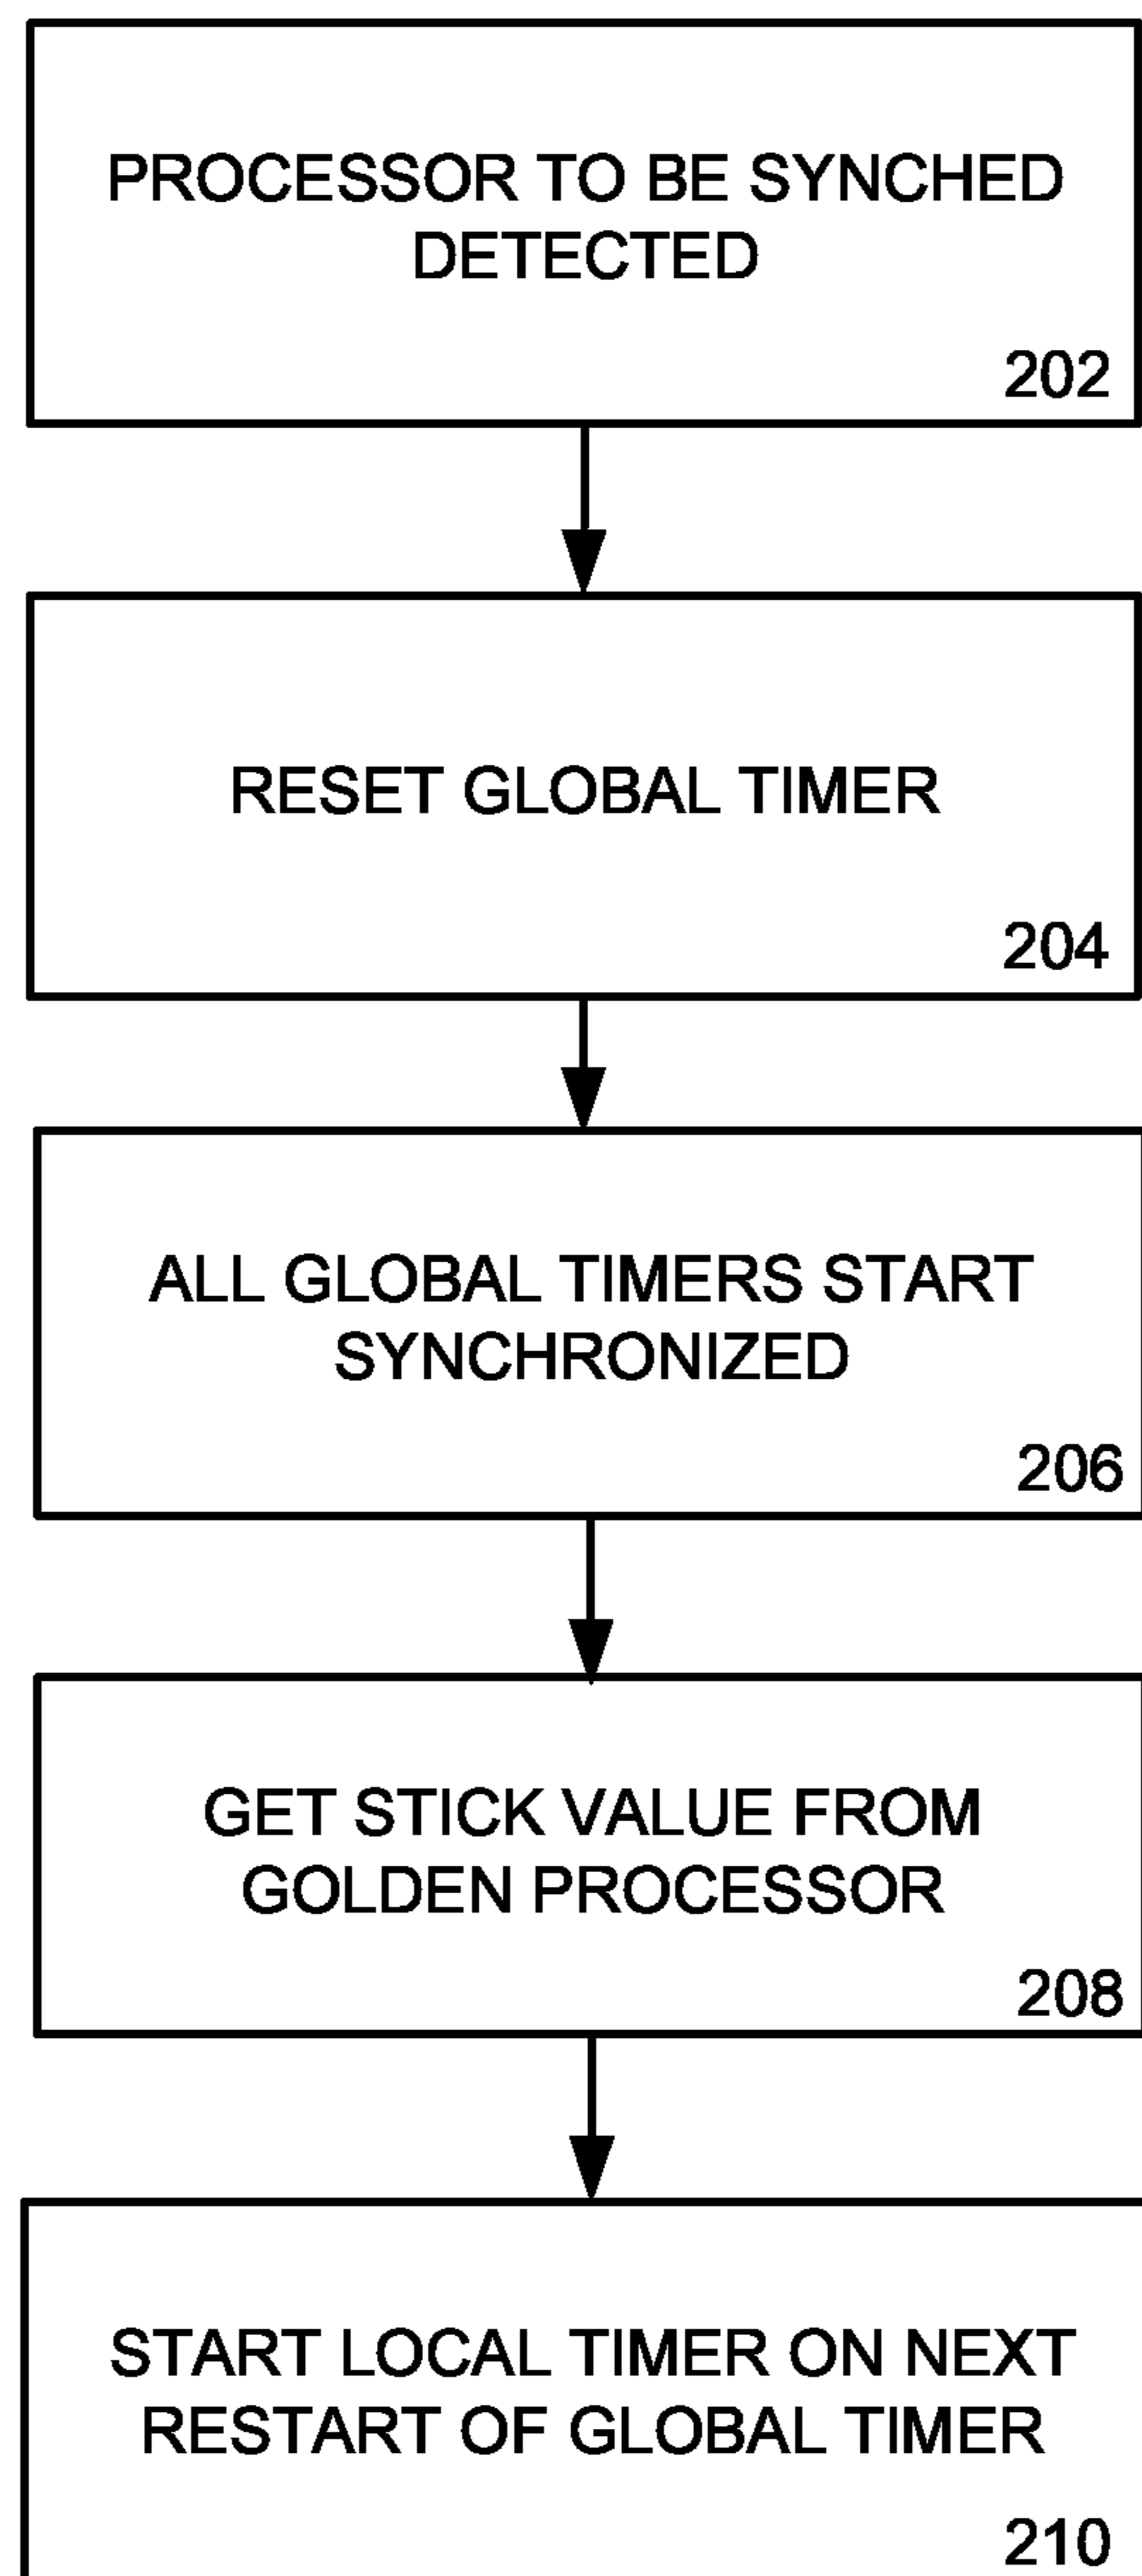 PROCESSOR TO BE SYNCHED
DETECTED
202
RESET GLOBAL TIMER
204
ALL GLOBAL TIMERS START
SYNCHRONIZED
206
GET STICK VALUE FROM
GOLDEN PROCESSOR
208
START LOCAL TIMER ON NEXT
RESTART OF GLOBAL TIMER
210